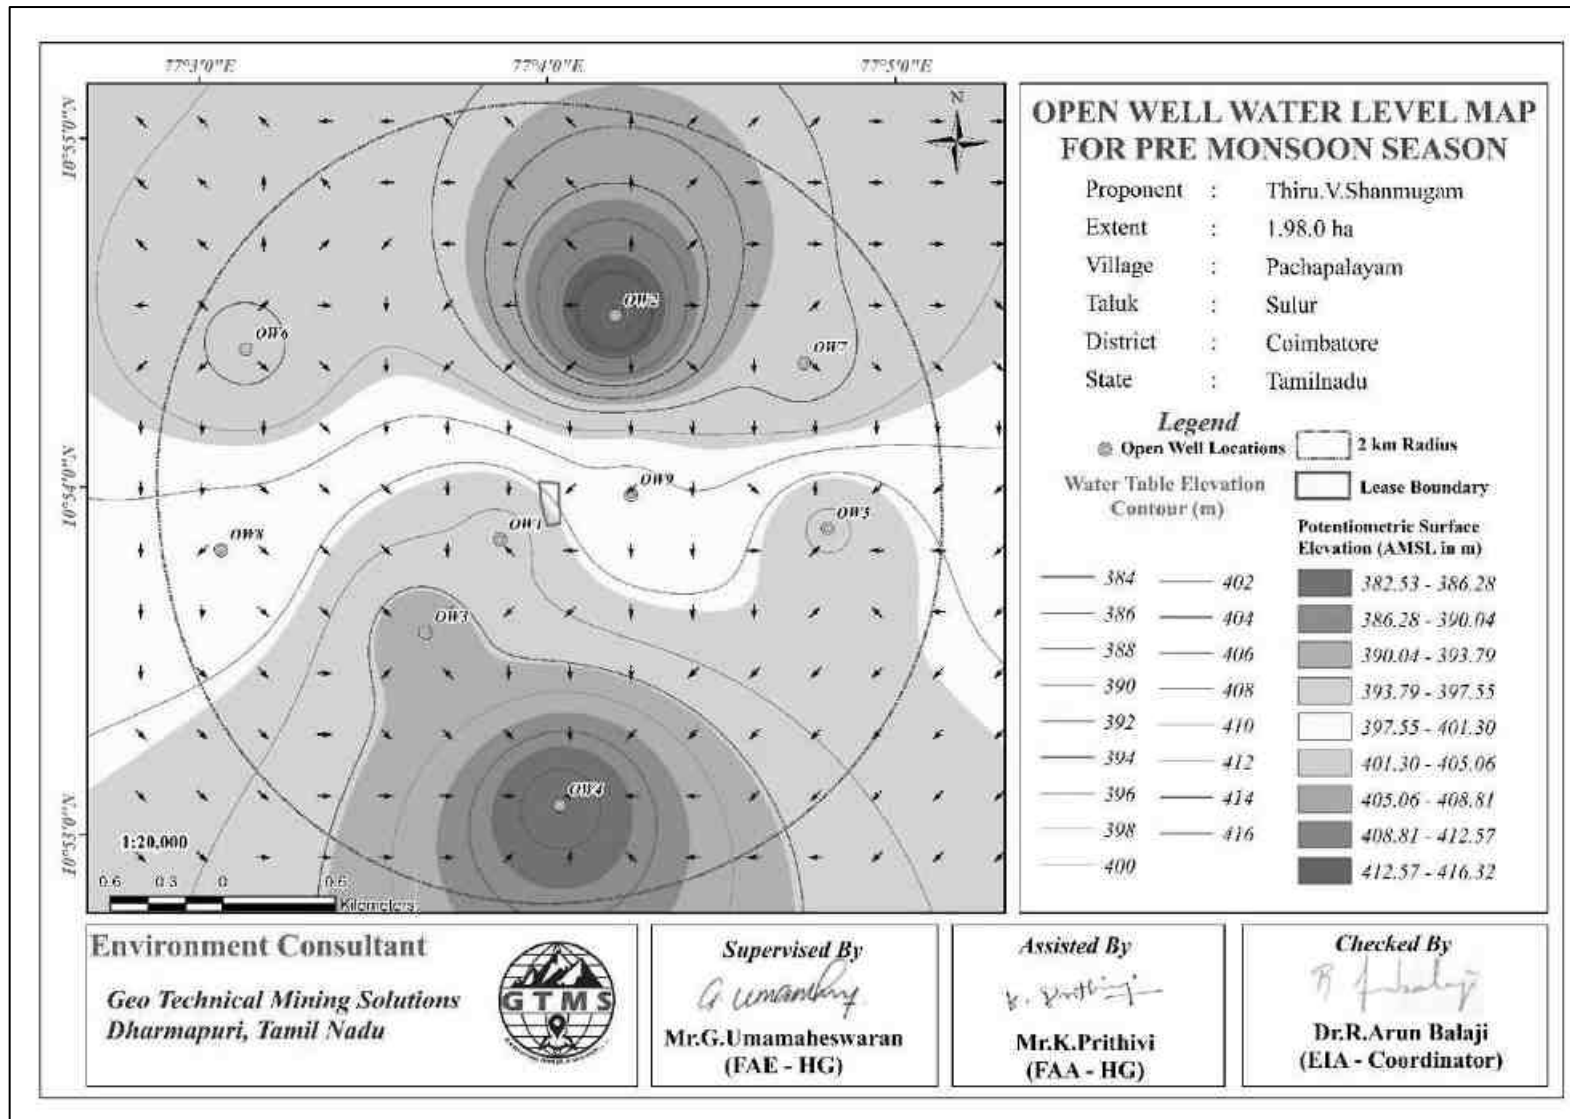 77°3'0"E 77°4'0"E 77°5'0"E
10°55'0"N
10°54'0"N
10°53'0"N
N
OW2
OW6
OW7
OW9
OW8
OW1
OW5
OW3
OW4
1:20,000
0.6 0.3 0 0.6
Kilometers
OPEN WELL WATER LEVEL MAP
FOR PRE MONSOON SEASON
Proponent : Thiru.V.Shanmugam
Extent : 1.98.0 ha
Village : Pachapalayam
Taluk : Sulur
District : Coimbatore
State : Tamilnadu
Legend
Open Well Locations
2 km Radius
Water Table Elevation
Contour (m)
Lease Boundary
Potentiometric Surface
Elevation (AMSL in m)
384 402 382.53 - 386.28
386 404 386.28 - 390.04
388 406 390.04 - 393.79
390 408 393.79 - 397.55
392 410 397.55 - 401.30
394 412 401.30 - 405.06
396 414 405.06 - 408.81
398 416 408.81 - 412.57
400 412.57 - 416.32
Environment Consultant
Geo Technical Mining Solutions
Dharmapuri, Tamil Nadu
GTMS
Supervised By
Mr.G.Umamaheswaran
(FAE - HG)
Assisted By
Mr.K.Prithivi
(FAA - HG)
Checked By
Dr.R.Arun Balaji
(EIA - Coordinator)